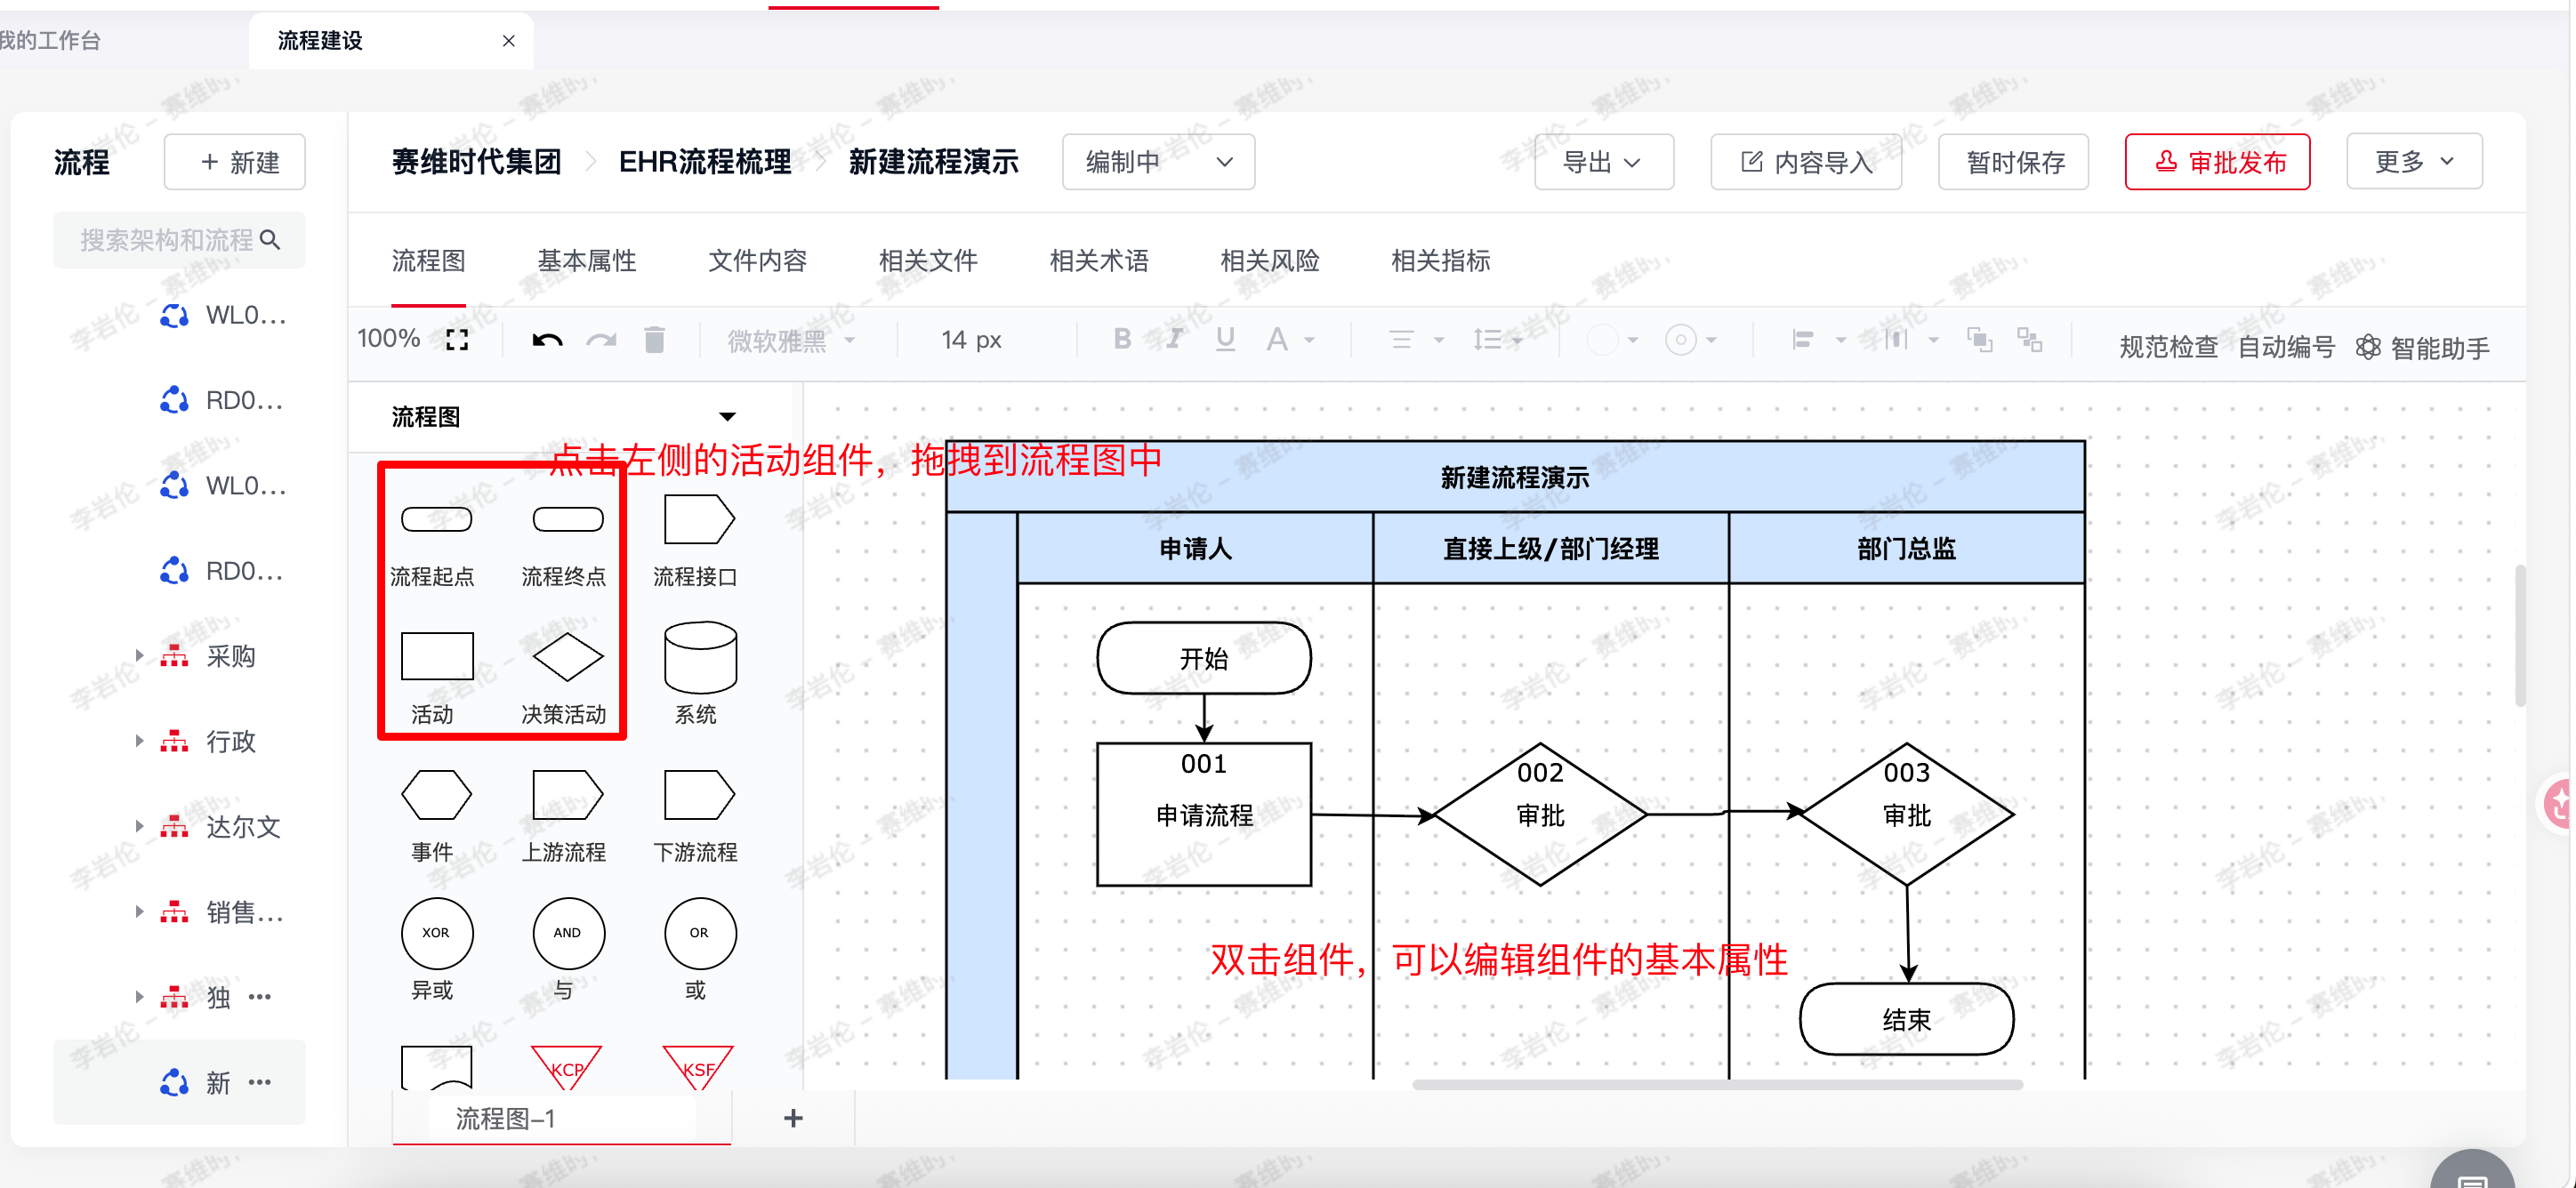 我的工作台
流程建设 ×
流程 + 新建
赛维时代集团 > EHR流程梳理 > 新建流程演示 编制中
导出 内容导入 暂时保存 审批发布 更多
搜索架构和流程
流程图 基本属性 文件内容 相关文件 相关术语 相关风险 相关指标
100% 微软雅黑 14 px B I U A 规范检查 自动编号 智能助手
WL0...
RD0...
WL0...
RD0...
采购
行政
达尔文
销售...
独 ···
新 ···
流程图
点击左侧的活动组件，拖拽到流程图中
流程起点 流程终点 流程接口
活动 决策活动 系统
事件 上游流程 下游流程
XOR AND OR
异或 与 或
KCP KSF
新建流程演示
申请人 直接上级/部门经理 部门总监
开始
001 002 003
申请流程 审批 审批
双击组件，可以编辑组件的基本属性
结束
流程图-1 +
李岩伦 - 赛维时